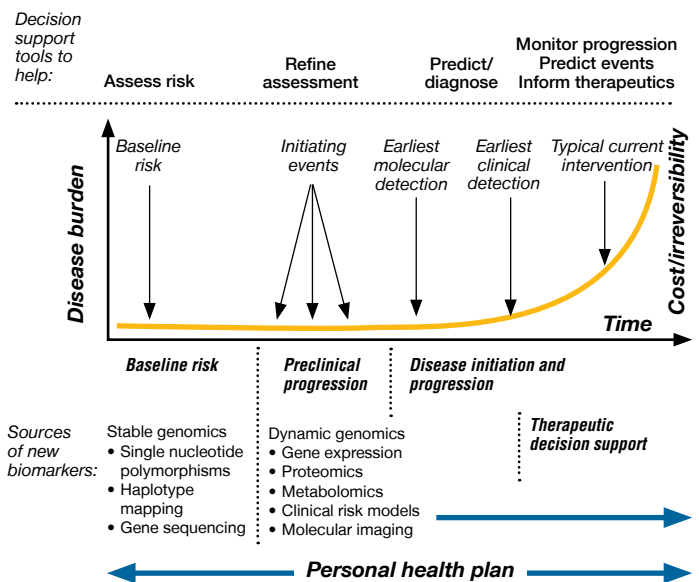 Decision
support
tools to
help:
Assess risk
Refine
assessment
Predict/
diagnose
Monitor progression
Predict events
Inform therapeutics
Disease burden
Baseline
risk
Initiating
events
Earliest
molecular
detection
Earliest
clinical
detection
Typical current
intervention
Cost/irreversibility
Time
Baseline risk
Preclinical
progression
Disease initiation and
progression
Therapeutic
decision support
Sources
of new
biomarkers:
Stable genomics
• Single nucleotide
polymorphisms
• Haplotype
mapping
• Gene sequencing
Dynamic genomics
• Gene expression
• Proteomics
• Metabolomics
• Clinical risk models
• Molecular imaging
Personal health plan